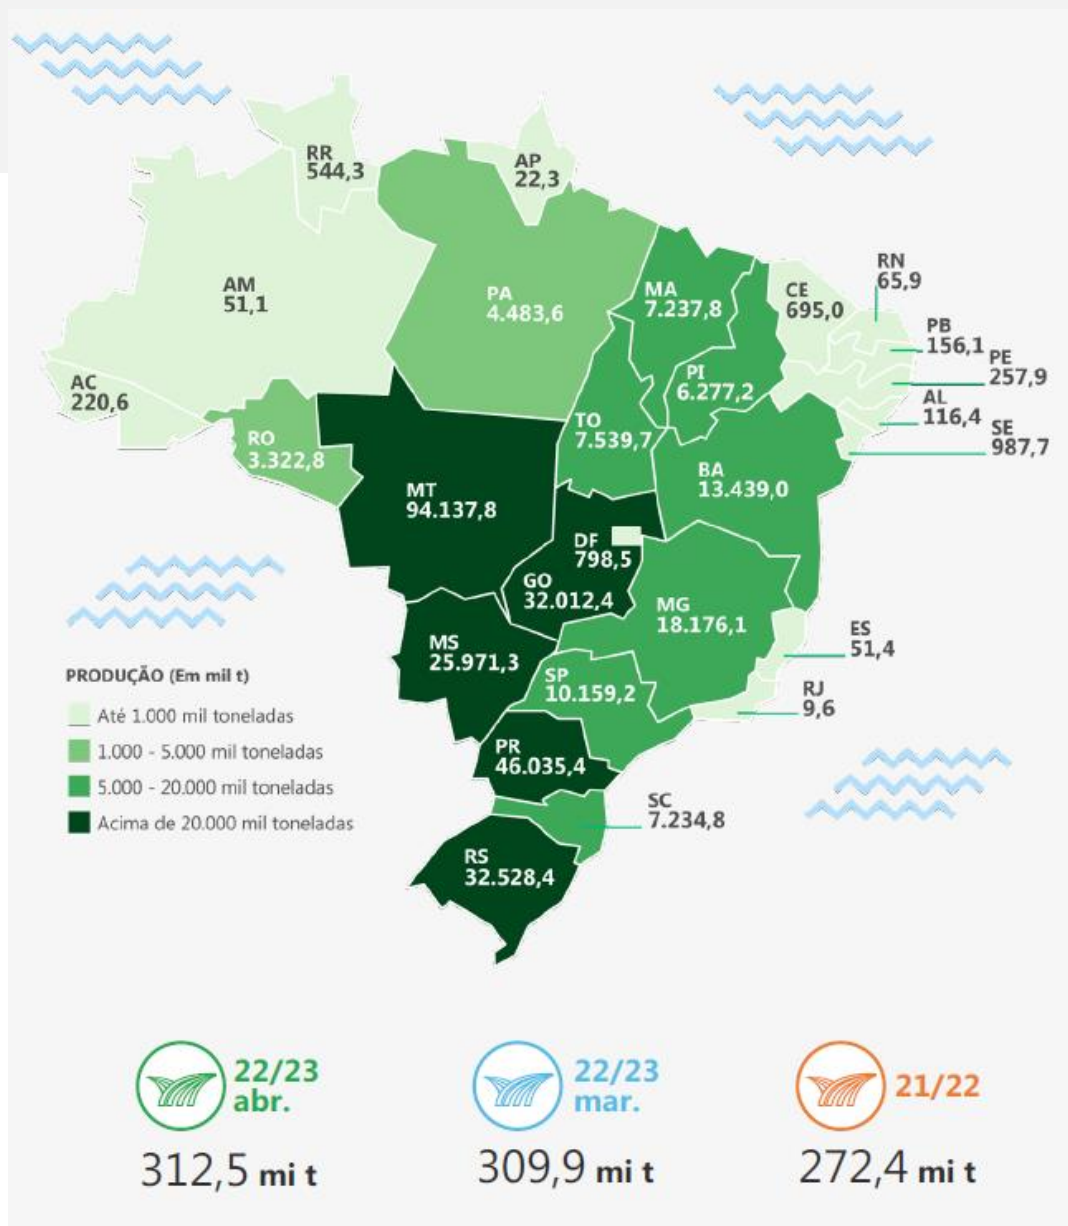 RR
544,3
AP
22,3
AM
51,1
PA
4.483,6
MA
7.237,8
CE
695,0
RN
65,9
PB
156,1
PE
257,9
AL
116,4
SE
987,7
PI
6.277,2
AC
220,6
RO
3.322,8
TO
7.539,7
BA
13.439,0
MT
94.137,8
DF
798,5
GO
32.012,4
MG
18.176,1
ES
51,4
MS
25.971,3
SP
10.159,2
RJ
9,6
PR
46.035,4
SC
7.234,8
RS
32.528,4
PRODUÇÃO (Em mil t)
Até 1.000 mil toneladas
1.000 - 5.000 mil toneladas
5.000 - 20.000 mil toneladas
Acima de 20.000 mil toneladas
22/23
abr.
312,5 mi t
22/23
mar.
309,9 mi t
21/22
272,4 mi t